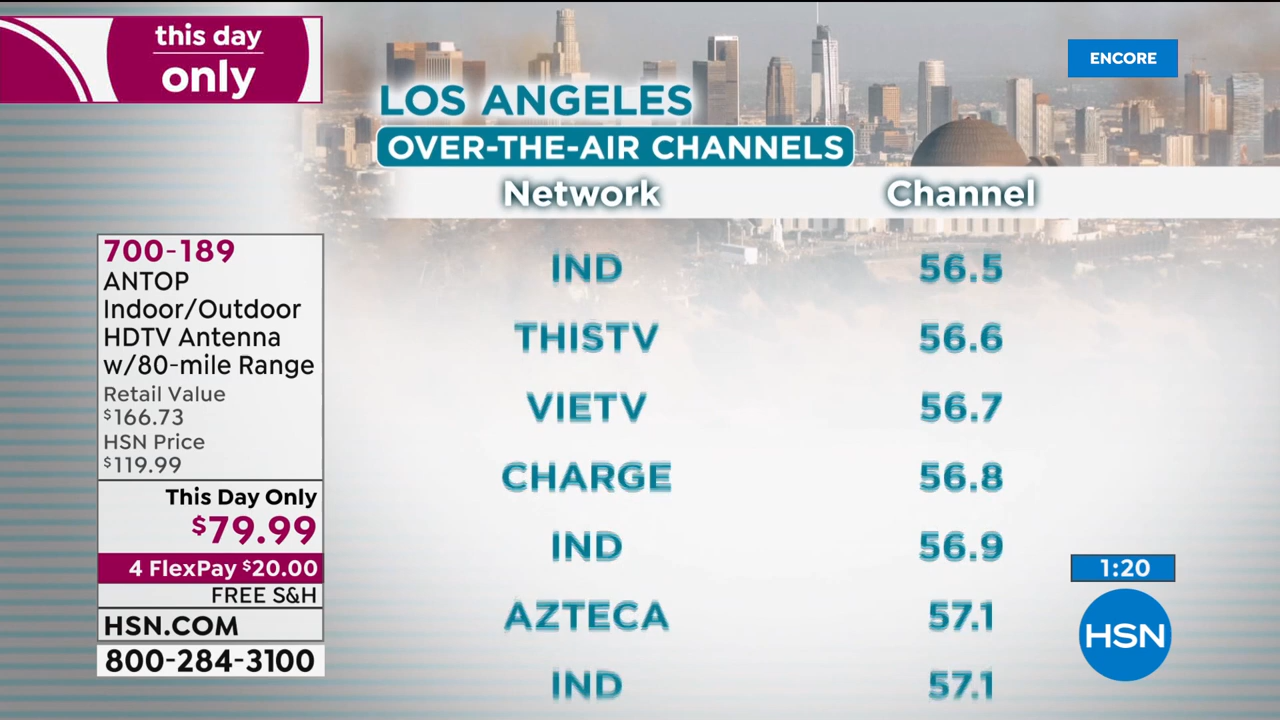 this day
only
ENCORE
LOS ANGELES
OVER-THE-AIR CHANNELS
Network Channel
IND 56.5
THISTV 56.6
VIETV 56.7
CHARGE 56.8
IND 56.9
AZTECA 57.1
IND 57.1
700-189
ANTOP
Indoor/Outdoor
HDTV Antenna
w/80-mile Range
Retail Value
$166.73
HSN Price
$119.99
This Day Only
$79.99
4 FlexPay $20.00
FREE S&H
HSN.COM
800-284-3100
1:20
HSN